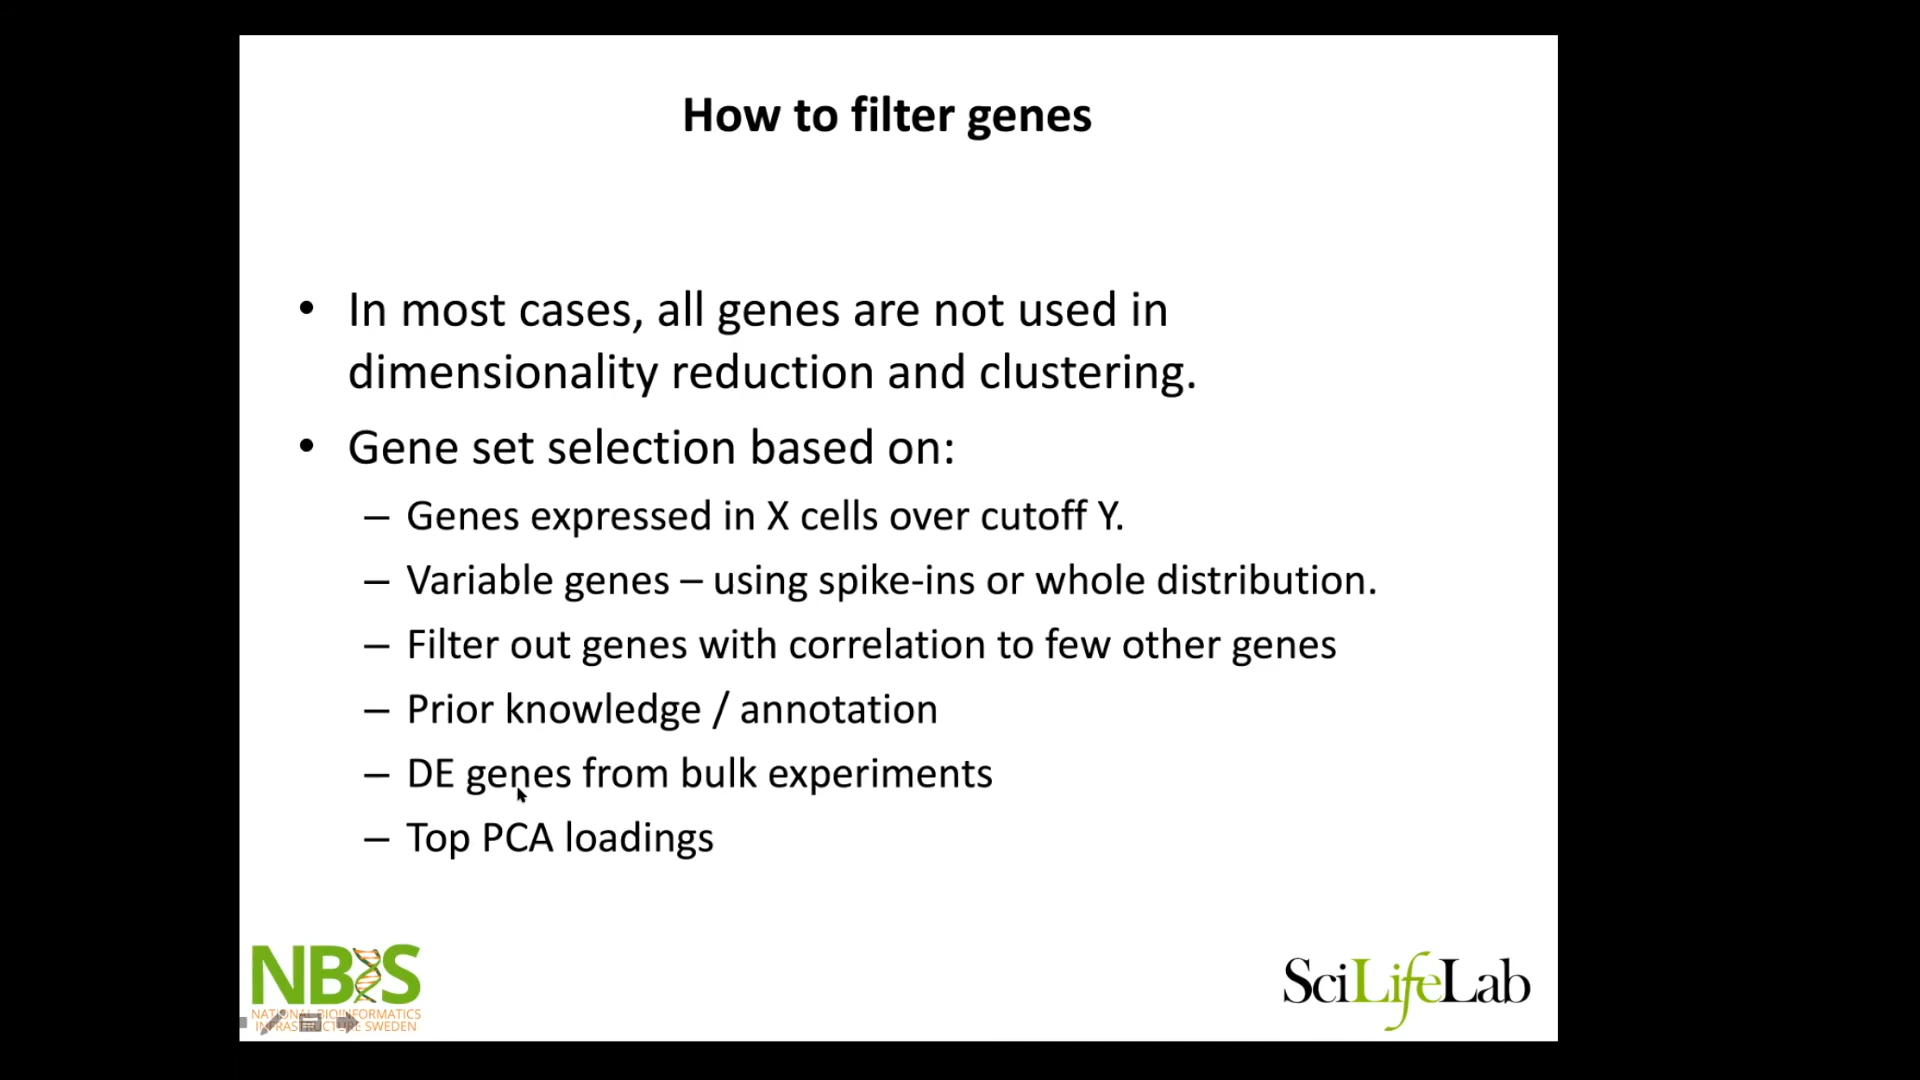 How to filter genes
• In most cases, all genes are not used in
dimensionality reduction and clustering.
• Gene set selection based on:
– Genes expressed in X cells over cutoff Y.
– Variable genes – using spike-ins or whole distribution.
– Filter out genes with correlation to few other genes
– Prior knowledge / annotation
– DE genes from bulk experiments
– Top PCA loadings
NBIS
NATIONAL BIOINFORMATICS
INFRASTRUCTURE SWEDEN
SciLifeLab